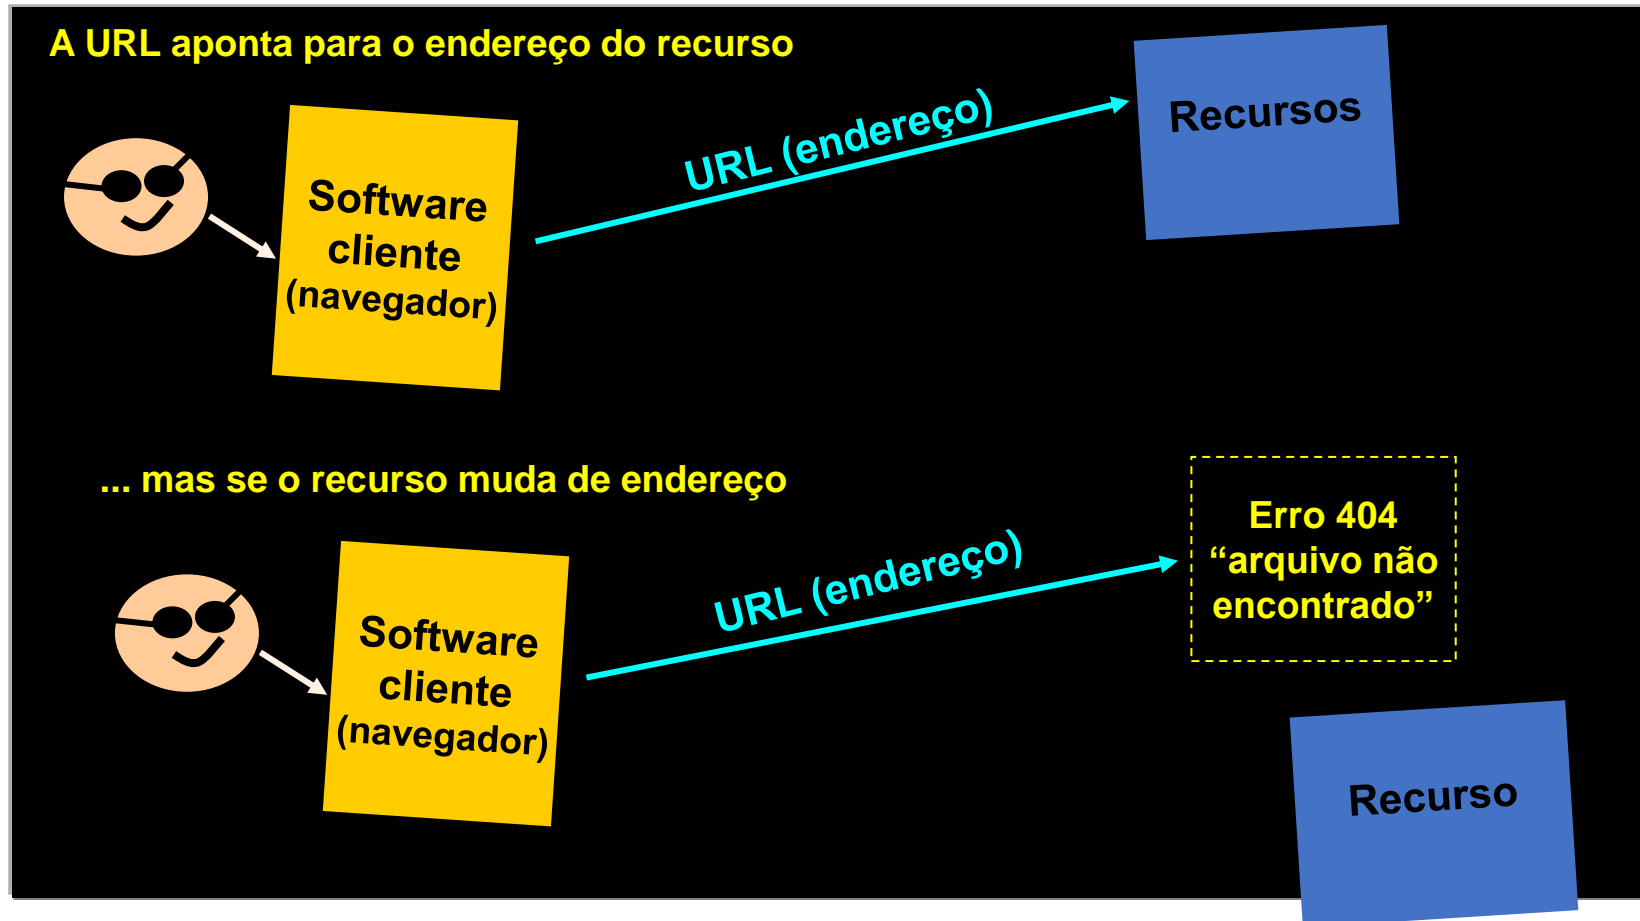 A URL aponta para o endereço do recurso
Software
cliente
(navegador)
URL (endereço)
Recursos
... mas se o recurso muda de endereço
Software
cliente
(navegador)
URL (endereço)
Erro 404
“arquivo não
encontrado”
Recurso